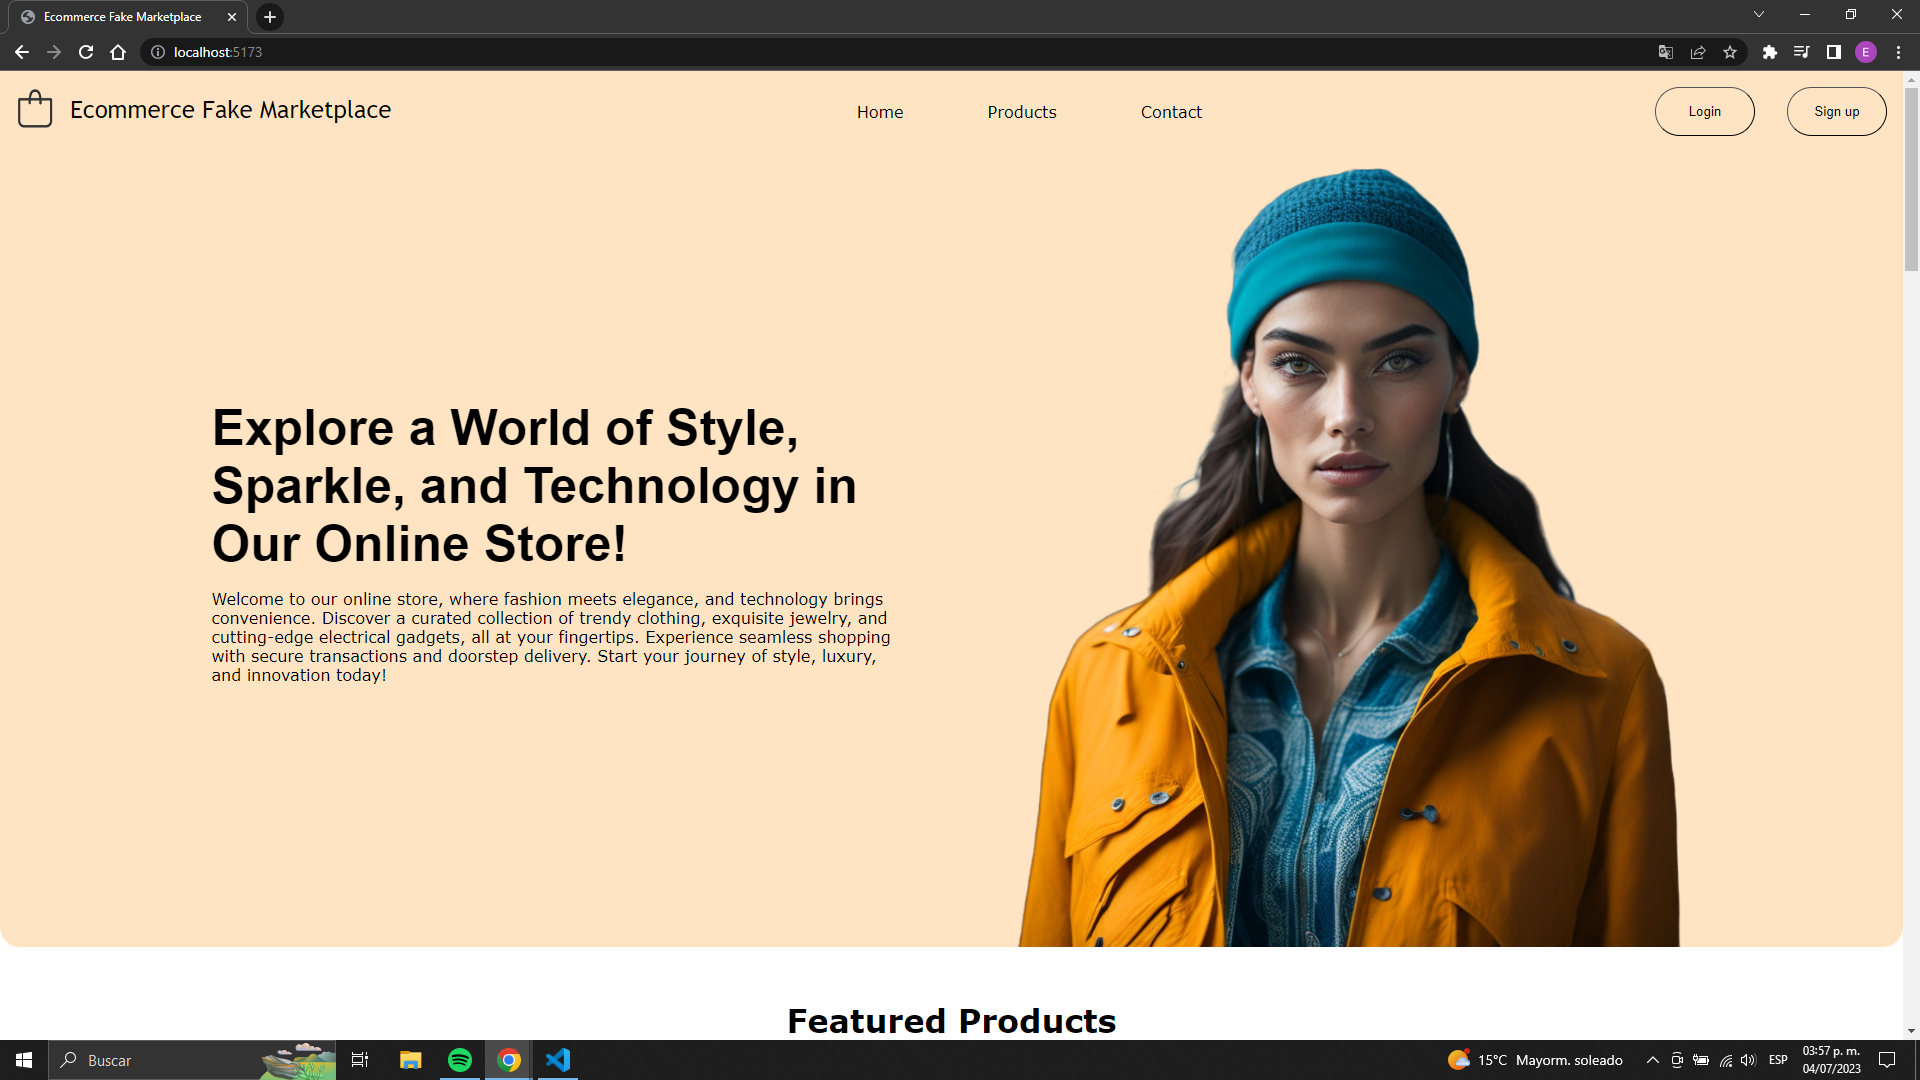 Ecommerce Fake Marketplace
localhost:5173
E
Ecommerce Fake Marketplace
Home
Products
Contact
Login
Sign up
Explore a World of Style,
Sparkle, and Technology in
Our Online Store!
Welcome to our online store, where fashion meets elegance, and technology brings
convenience. Discover a curated collection of trendy clothing, exquisite jewelry, and
cutting-edge electrical gadgets, all at your fingertips. Experience seamless shopping
with secure transactions and doorstep delivery. Start your journey of style, luxury,
and innovation today!
Featured Products
Buscar
15°C Mayorm. soleado
ESP
03:57 p. m.
04/07/2023